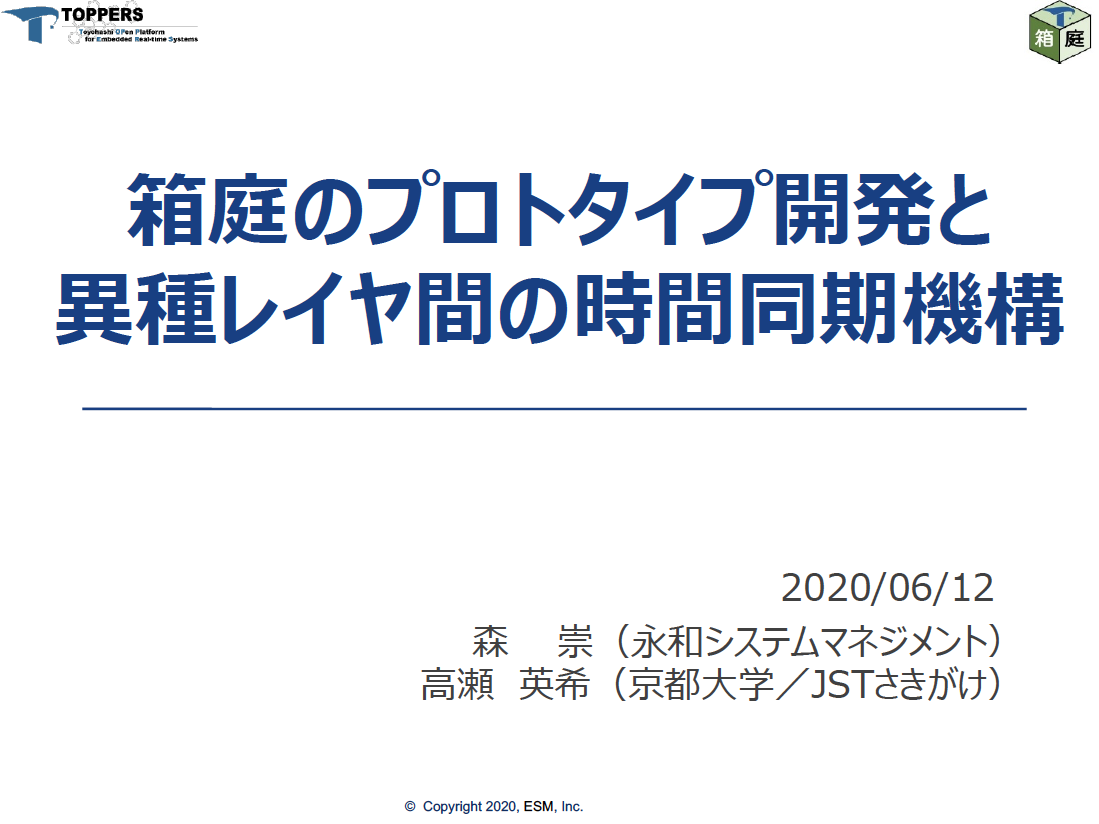 TOPPERS
Toyohashi OPen Platform
for Embedded Real-time Systems
箱 庭
箱庭のプロトタイプ開発と
異種レイヤ間の時間同期機構
2020/06/12
森 崇（永和システムマネジメント）
高瀬 英希（京都大学／JSTさきがけ）
© Copyright 2020, ESM, Inc.